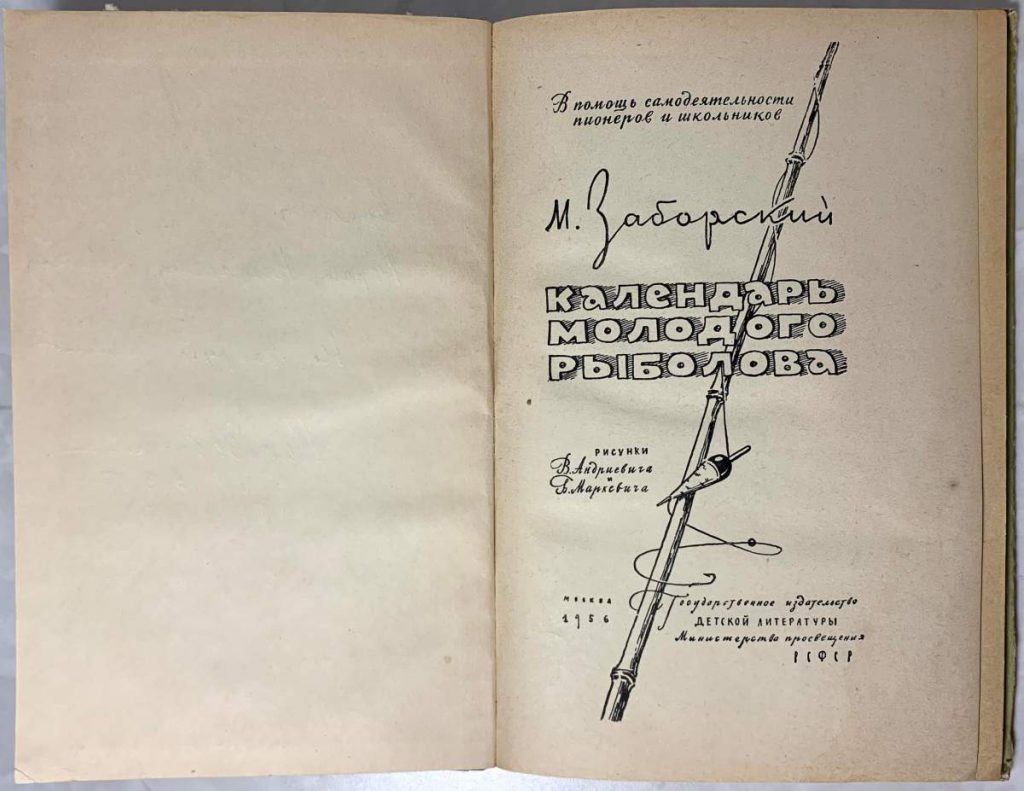 В помощь самодеятельности
пионеров и школьников
М. Заборский
КАЛЕНДАРЬ
МОЛОДОГО
РЫБОЛОВА
РИСУНКИ
В. Андриевича
и
Б. Маркевича
МОСКВА
1956
Государственное издательство
ДЕТСКОЙ ЛИТЕРАТУРЫ
Министерства просвещения
РСФСР